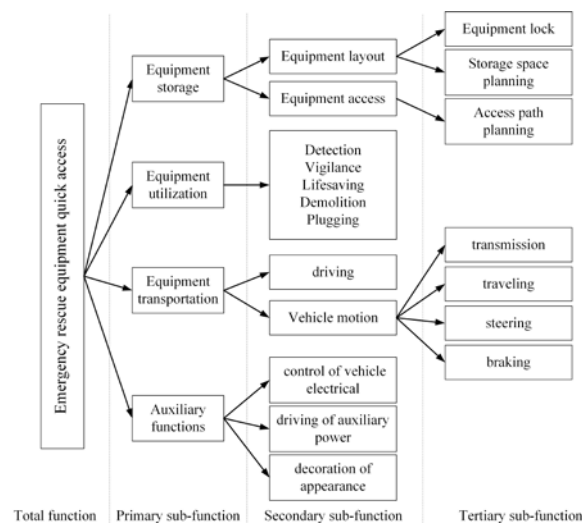 Emergency rescue equipment quick access
Equipment
storage
Equipment
utilization
Equipment
transportation
Auxiliary
functions
Equipment layout
Equipment access
Detection
Vigilance
Lifesaving
Demolition
Plugging
driving
Vehicle motion
control of vehicle
electrical
driving of auxiliary
power
decoration of
appearance
Equipment lock
Storage space
planning
Access path
planning
transmission
traveling
steering
braking
Total function
Primary sub-function
Secondary sub-function
Tertiary sub-function